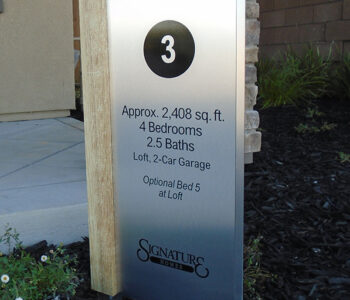 3
Approx. 2,408 sq. ft.
4 Bedrooms
2.5 Baths
Loft, 2-Car Garage
Optional Bed 5
at Loft
SIGNATURE
HOMES